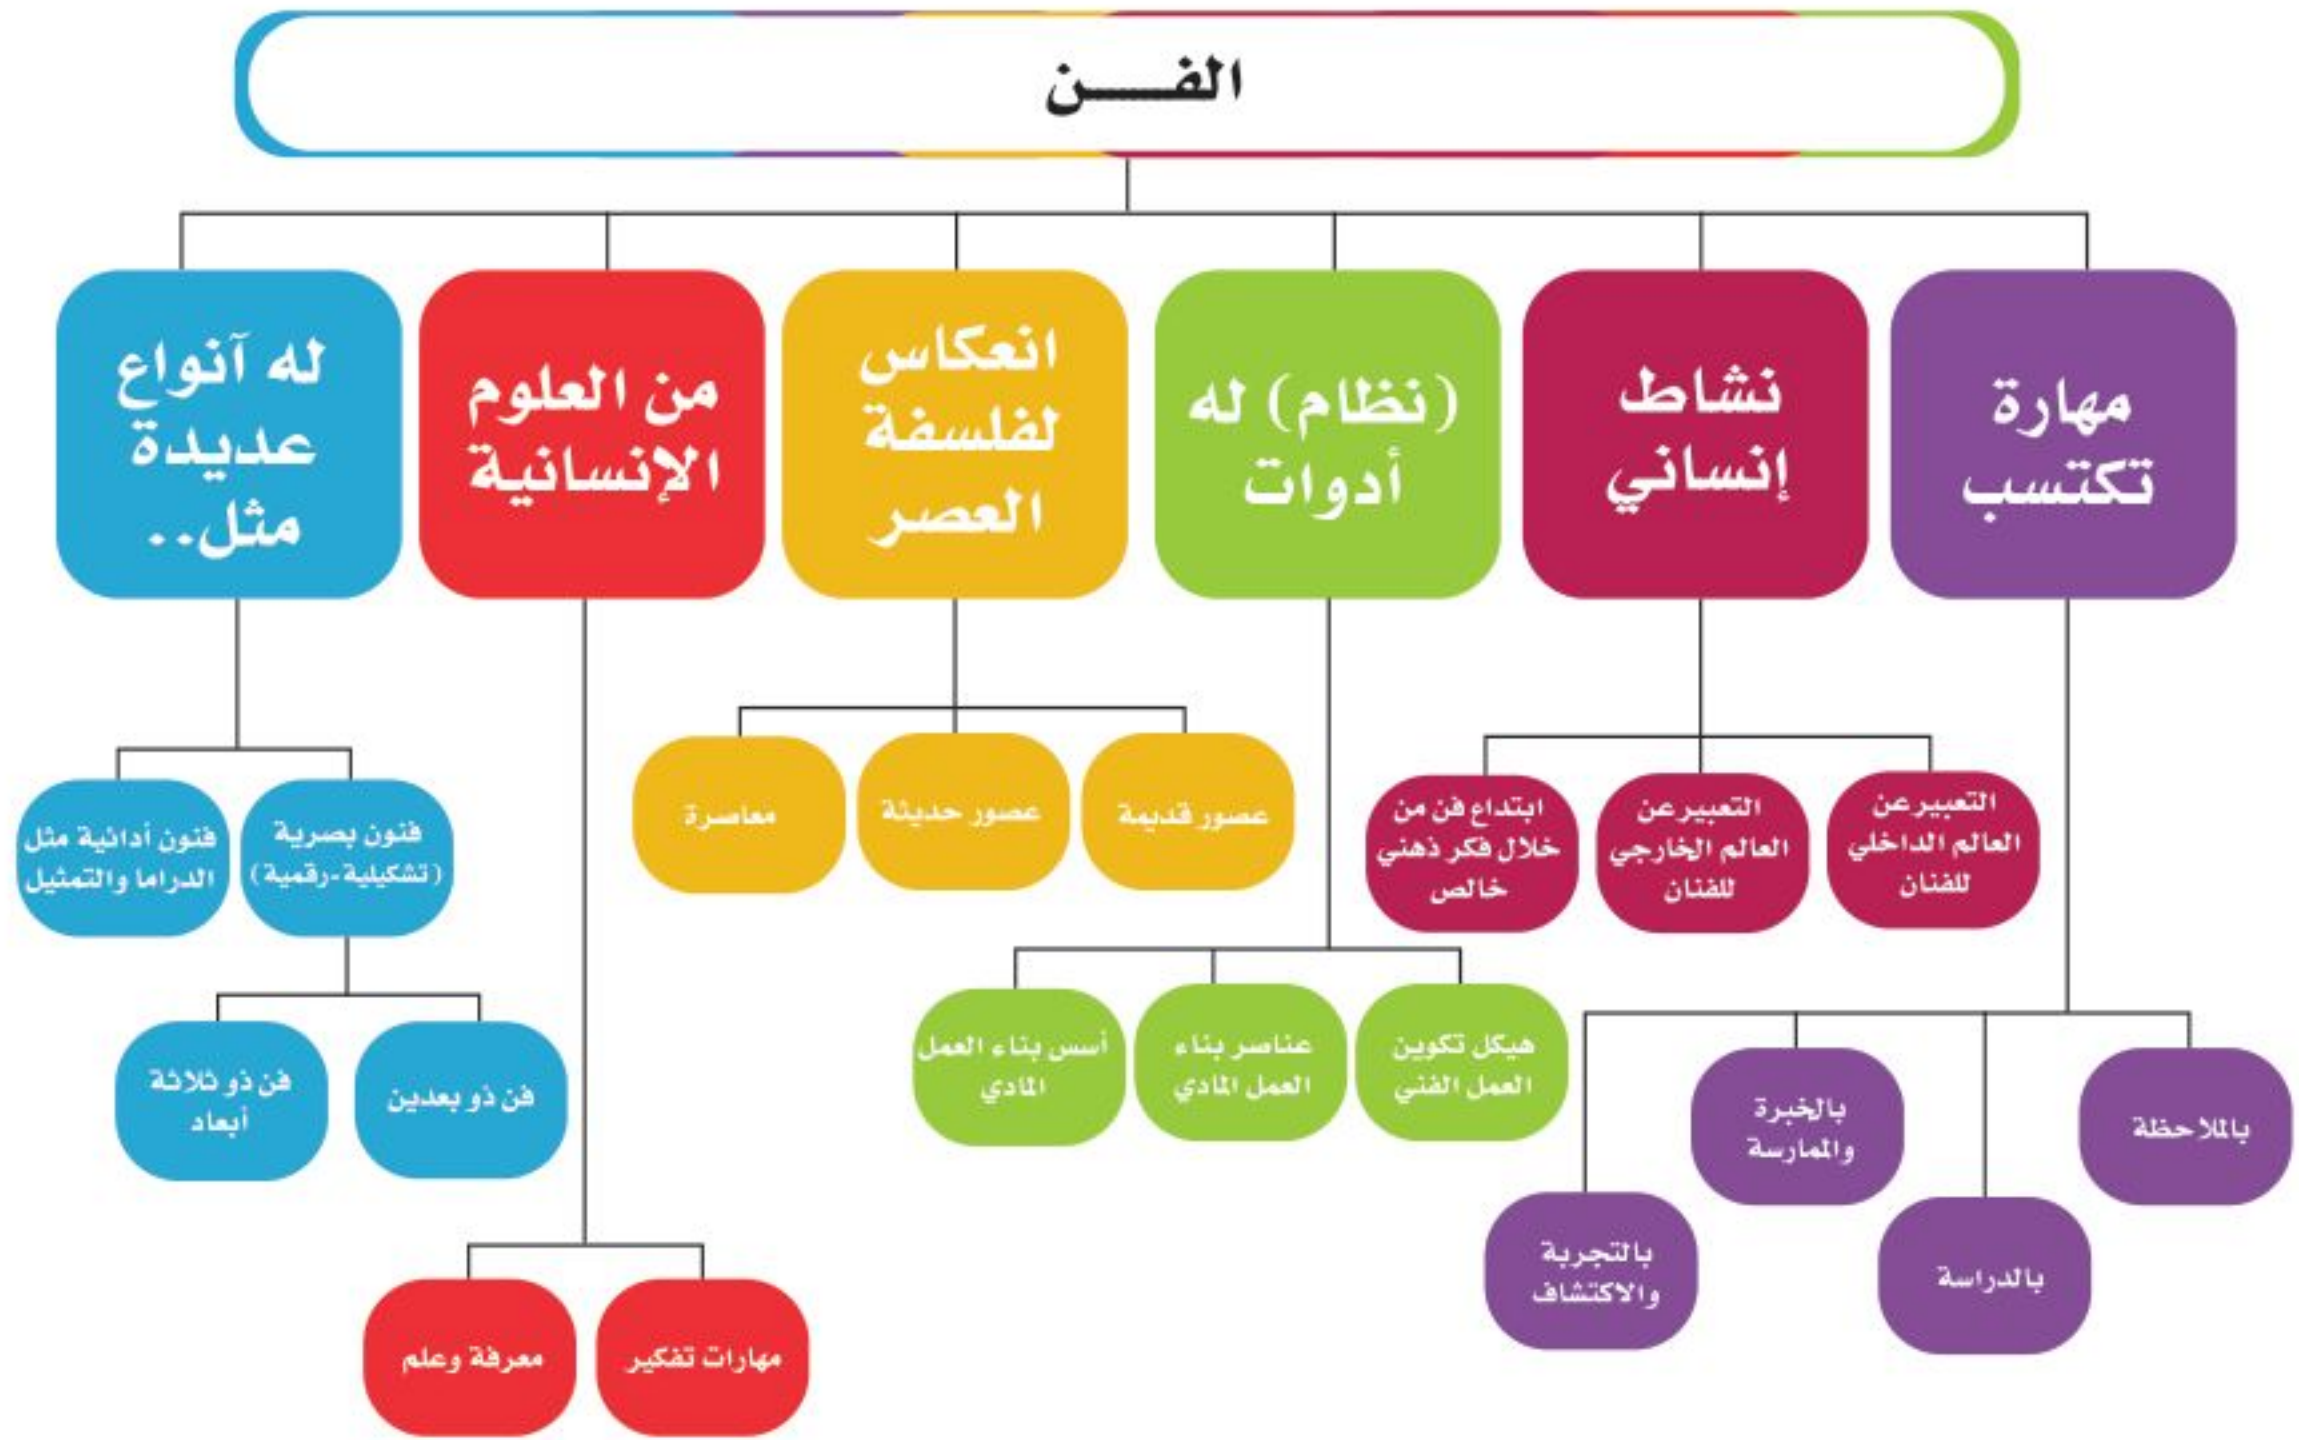 الفـــــن
مهارة
تكتسب
نشاط
إنساني
(نظام) له
أدوات
انعكاس
لفلسفة
العصر
من العلوم
الإنسانية
له آنواع
عديدة
مثل..
عصور قديمة
عصور حديثة
معاصرة
التعبير عن
العالم الداخلي
للفنان
التعبير عن
العالم الخارجي
للفنان
ابتداع فن من
خلال فكر ذهني
خالص
فنون بصرية
(تشكيلية-رقمية)
فنون أدائية مثل
الدراما والتمثيل
هيكل تكوين
العمل الفني
عناصر بناء
العمل المادي
أسس بناء العمل
المادي
فن ذو بعدين
فن ذو ثلاثة
أبعاد
بالملاحظة
بالخبرة
والممارسة
بالدراسة
بالتجربة
والاكتشاف
مهارات تفكير
معرفة وعلم